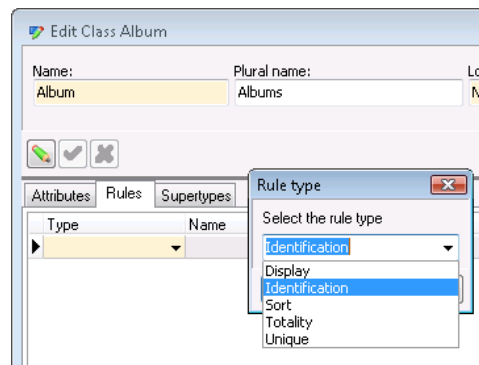 Edit Class Album
Name:
Plural name:
Album
Albums
Attributes
Rules
Supertypes
Type
Name
Rule type
Select the rule type
Identification
Display
Identification
Sort
Totality
Unique